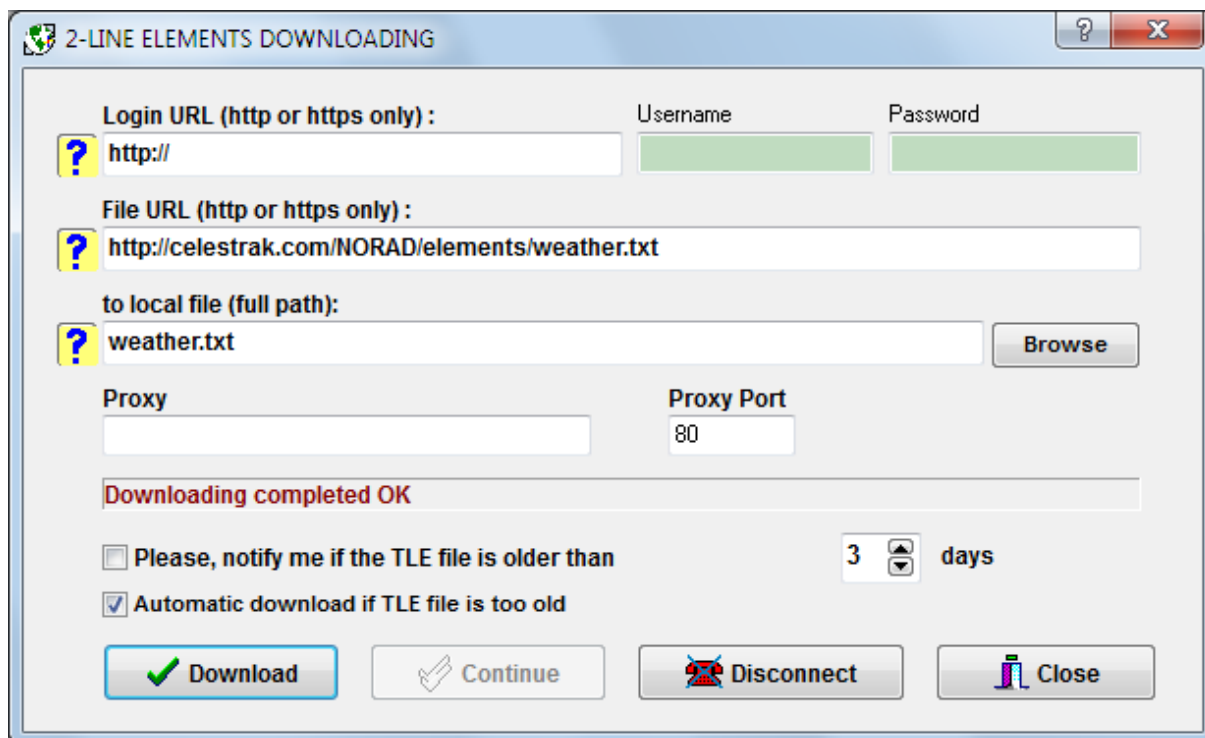 2-LINE ELEMENTS DOWNLOADING
Login URL (http or https only) :
Username
Password
?
http://
File URL (http or https only) :
?
http://celestrak.com/NORAD/elements/weather.txt
to local file (full path):
?
weather.txt
Browse
Proxy
Proxy Port
80
Downloading completed OK
Please, notify me if the TLE file is older than 3 days
Automatic download if TLE file is too old
Download
Continue
Disconnect
Close